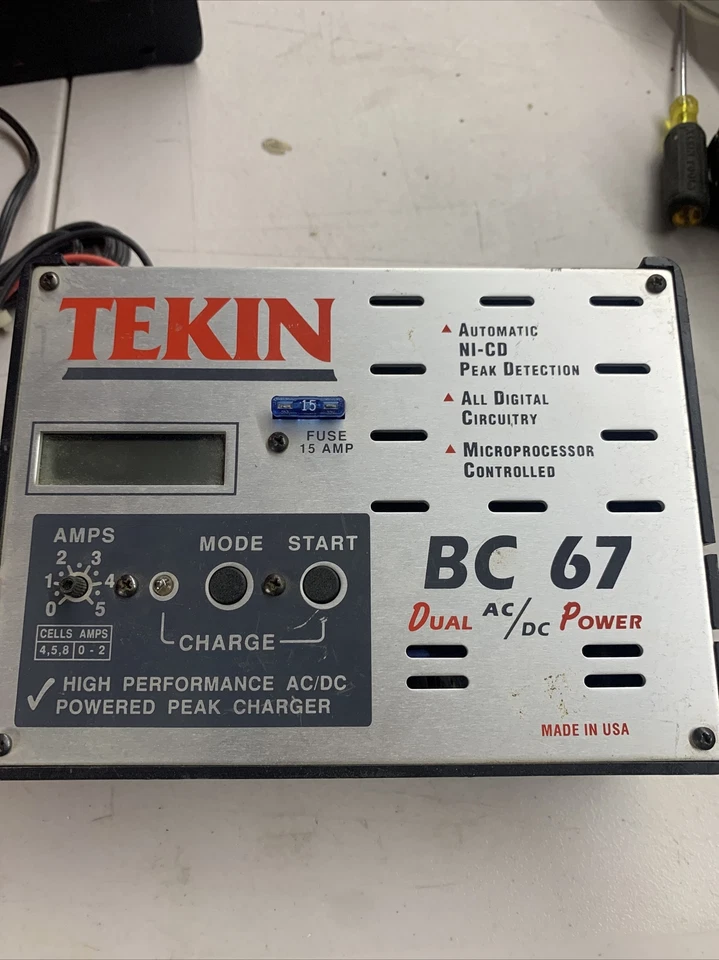 TEKIN
15
FUSE
15 AMP
▲ AUTOMATIC
NI-CD
PEAK DETECTION
▲ ALL DIGITAL
CIRCUITRY
▲ MICROPROCESSOR
CONTROLLED
AMPS
0 1 2 3 4 5
MODE START
CHARGE
CELLS AMPS
4,5,8 0 - 2
✓ HIGH PERFORMANCE AC/DC
POWERED PEAK CHARGER
BC 67
DUAL AC/DC POWER
MADE IN USA